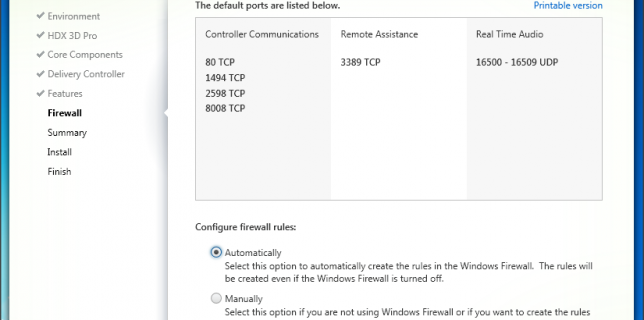 The default ports are listed below.
Printable version
Environment
HDX 3D Pro
Core Components
Delivery Controller
Features
Firewall
Summary
Install
Finish
Controller Communications
80 TCP
1494 TCP
2598 TCP
8008 TCP
Remote Assistance
3389 TCP
Real Time Audio
16500 - 16509 UDP
Configure firewall rules:
Automatically
Select this option to automatically create the rules in the Windows Firewall. The rules will
be created even if the Windows Firewall is turned off.
Manually
Select this option if you are not using Windows Firewall or if you want to create the rules